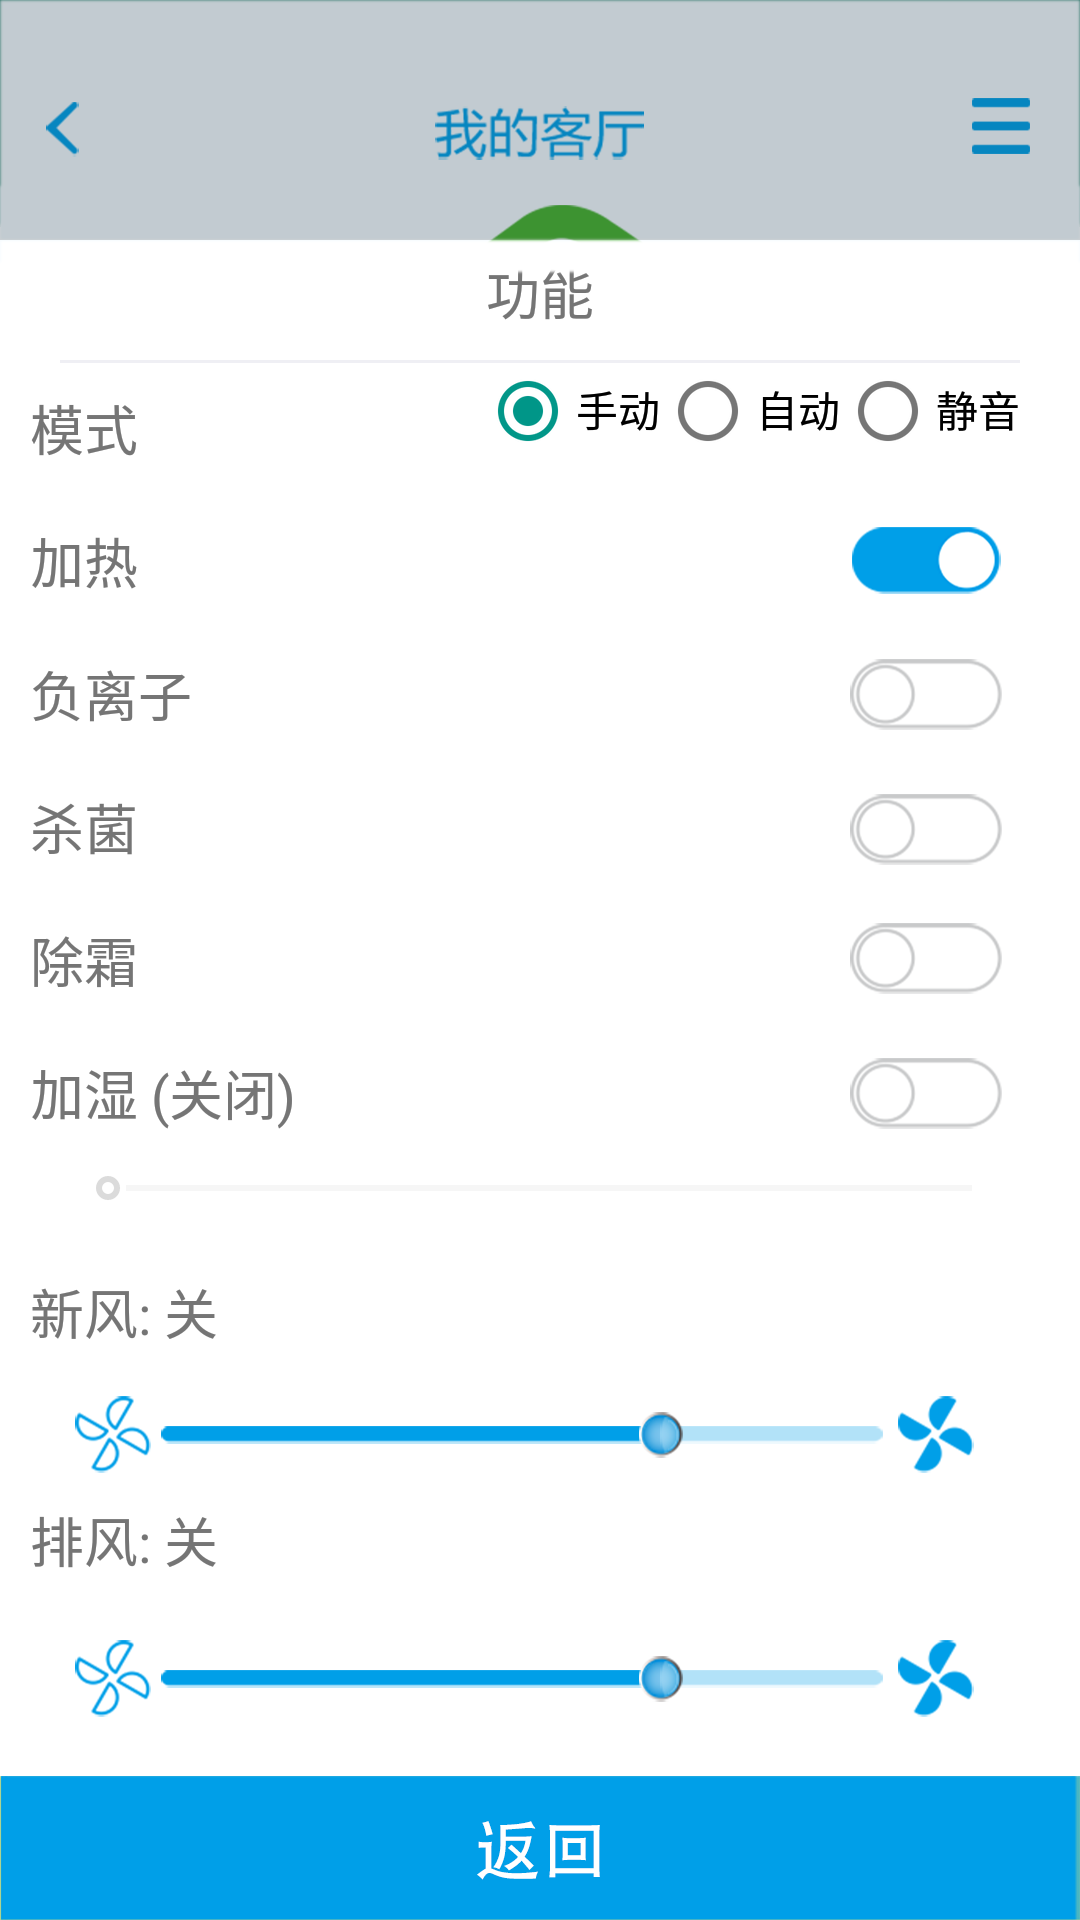 我的客厅
功能
模式 手动 自动 静音
加热
负离子
杀菌
除霜
加湿 (关闭)
新风: 关
排风: 关
返回